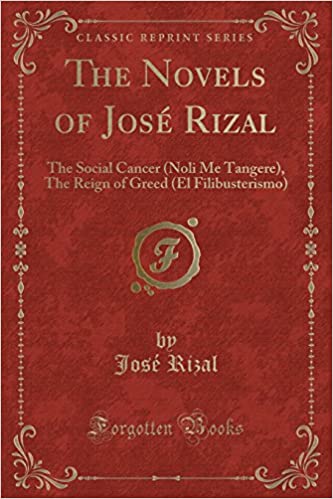 CLASSIC REPRINT SERIES
THE NOVELS
OF JOSÉ RIZAL
The Social Cancer (Noli Me Tangere),
The Reign of Greed (El Filibusterismo)
F
by
José Rizal
Forgotten Books